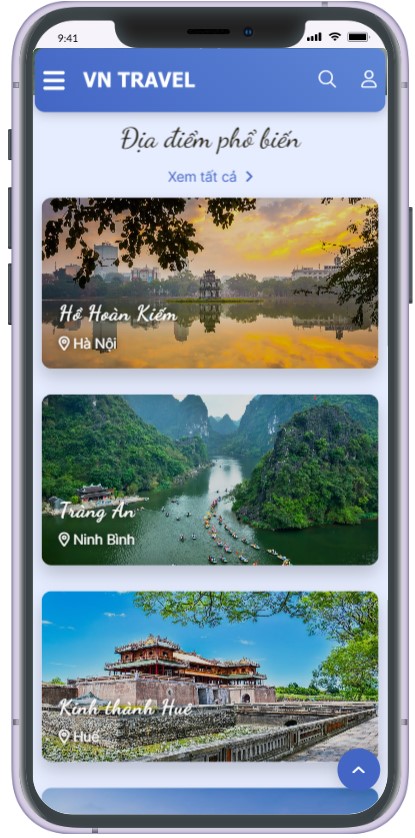 9:41
VN TRAVEL
Địa điểm phổ biến
Xem tất cả
Hồ Hoàn Kiếm
Hà Nội
Tràng An
Ninh Bình
Kinh thành Huế
Huế